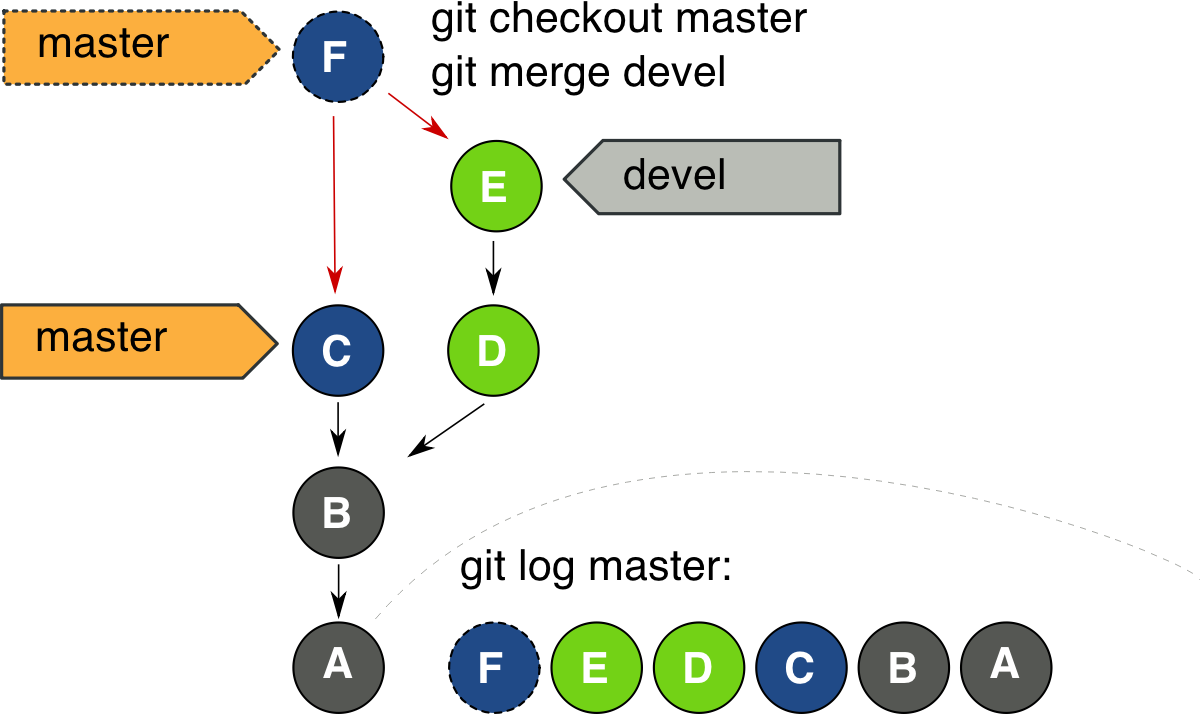 master
F
git checkout master
git merge devel
E
devel
master
C
D
B
git log master:
A
F E D C B A